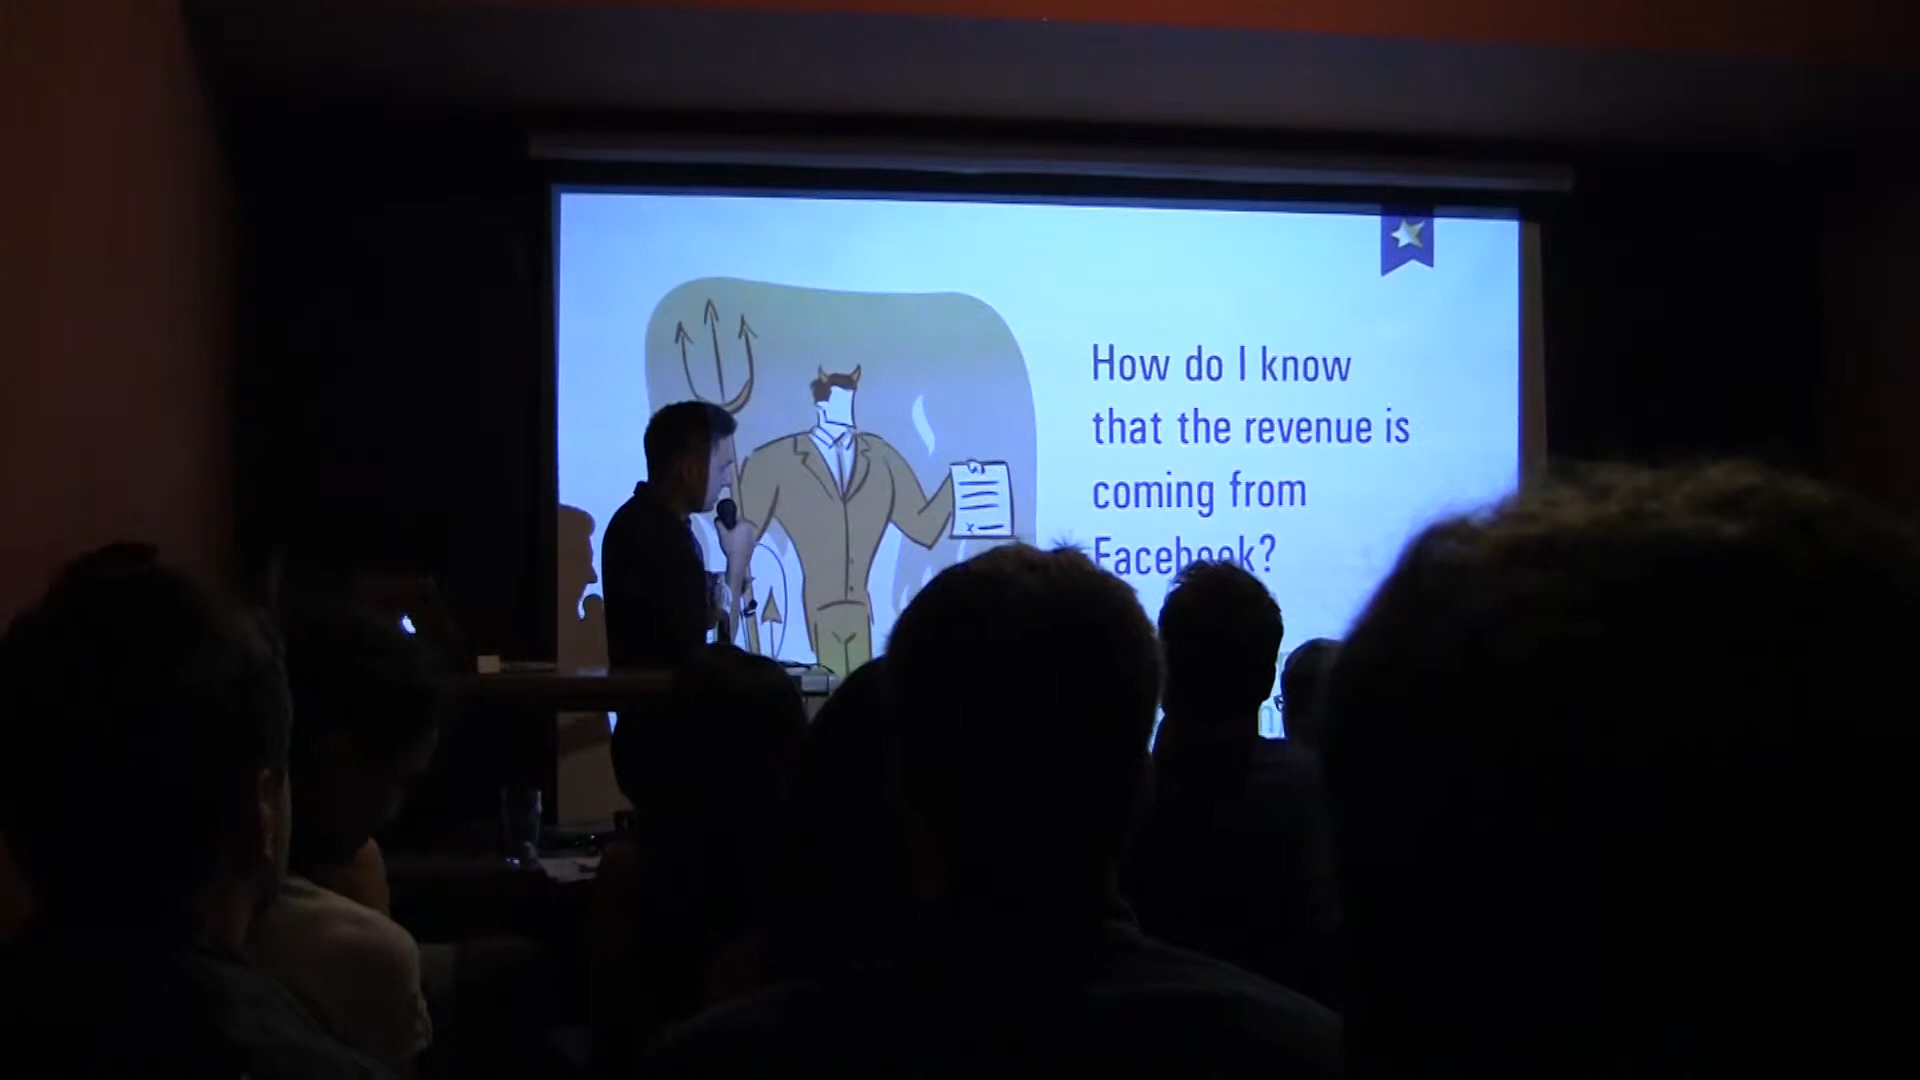 How do I know
that the revenue is
coming from
Facebook?